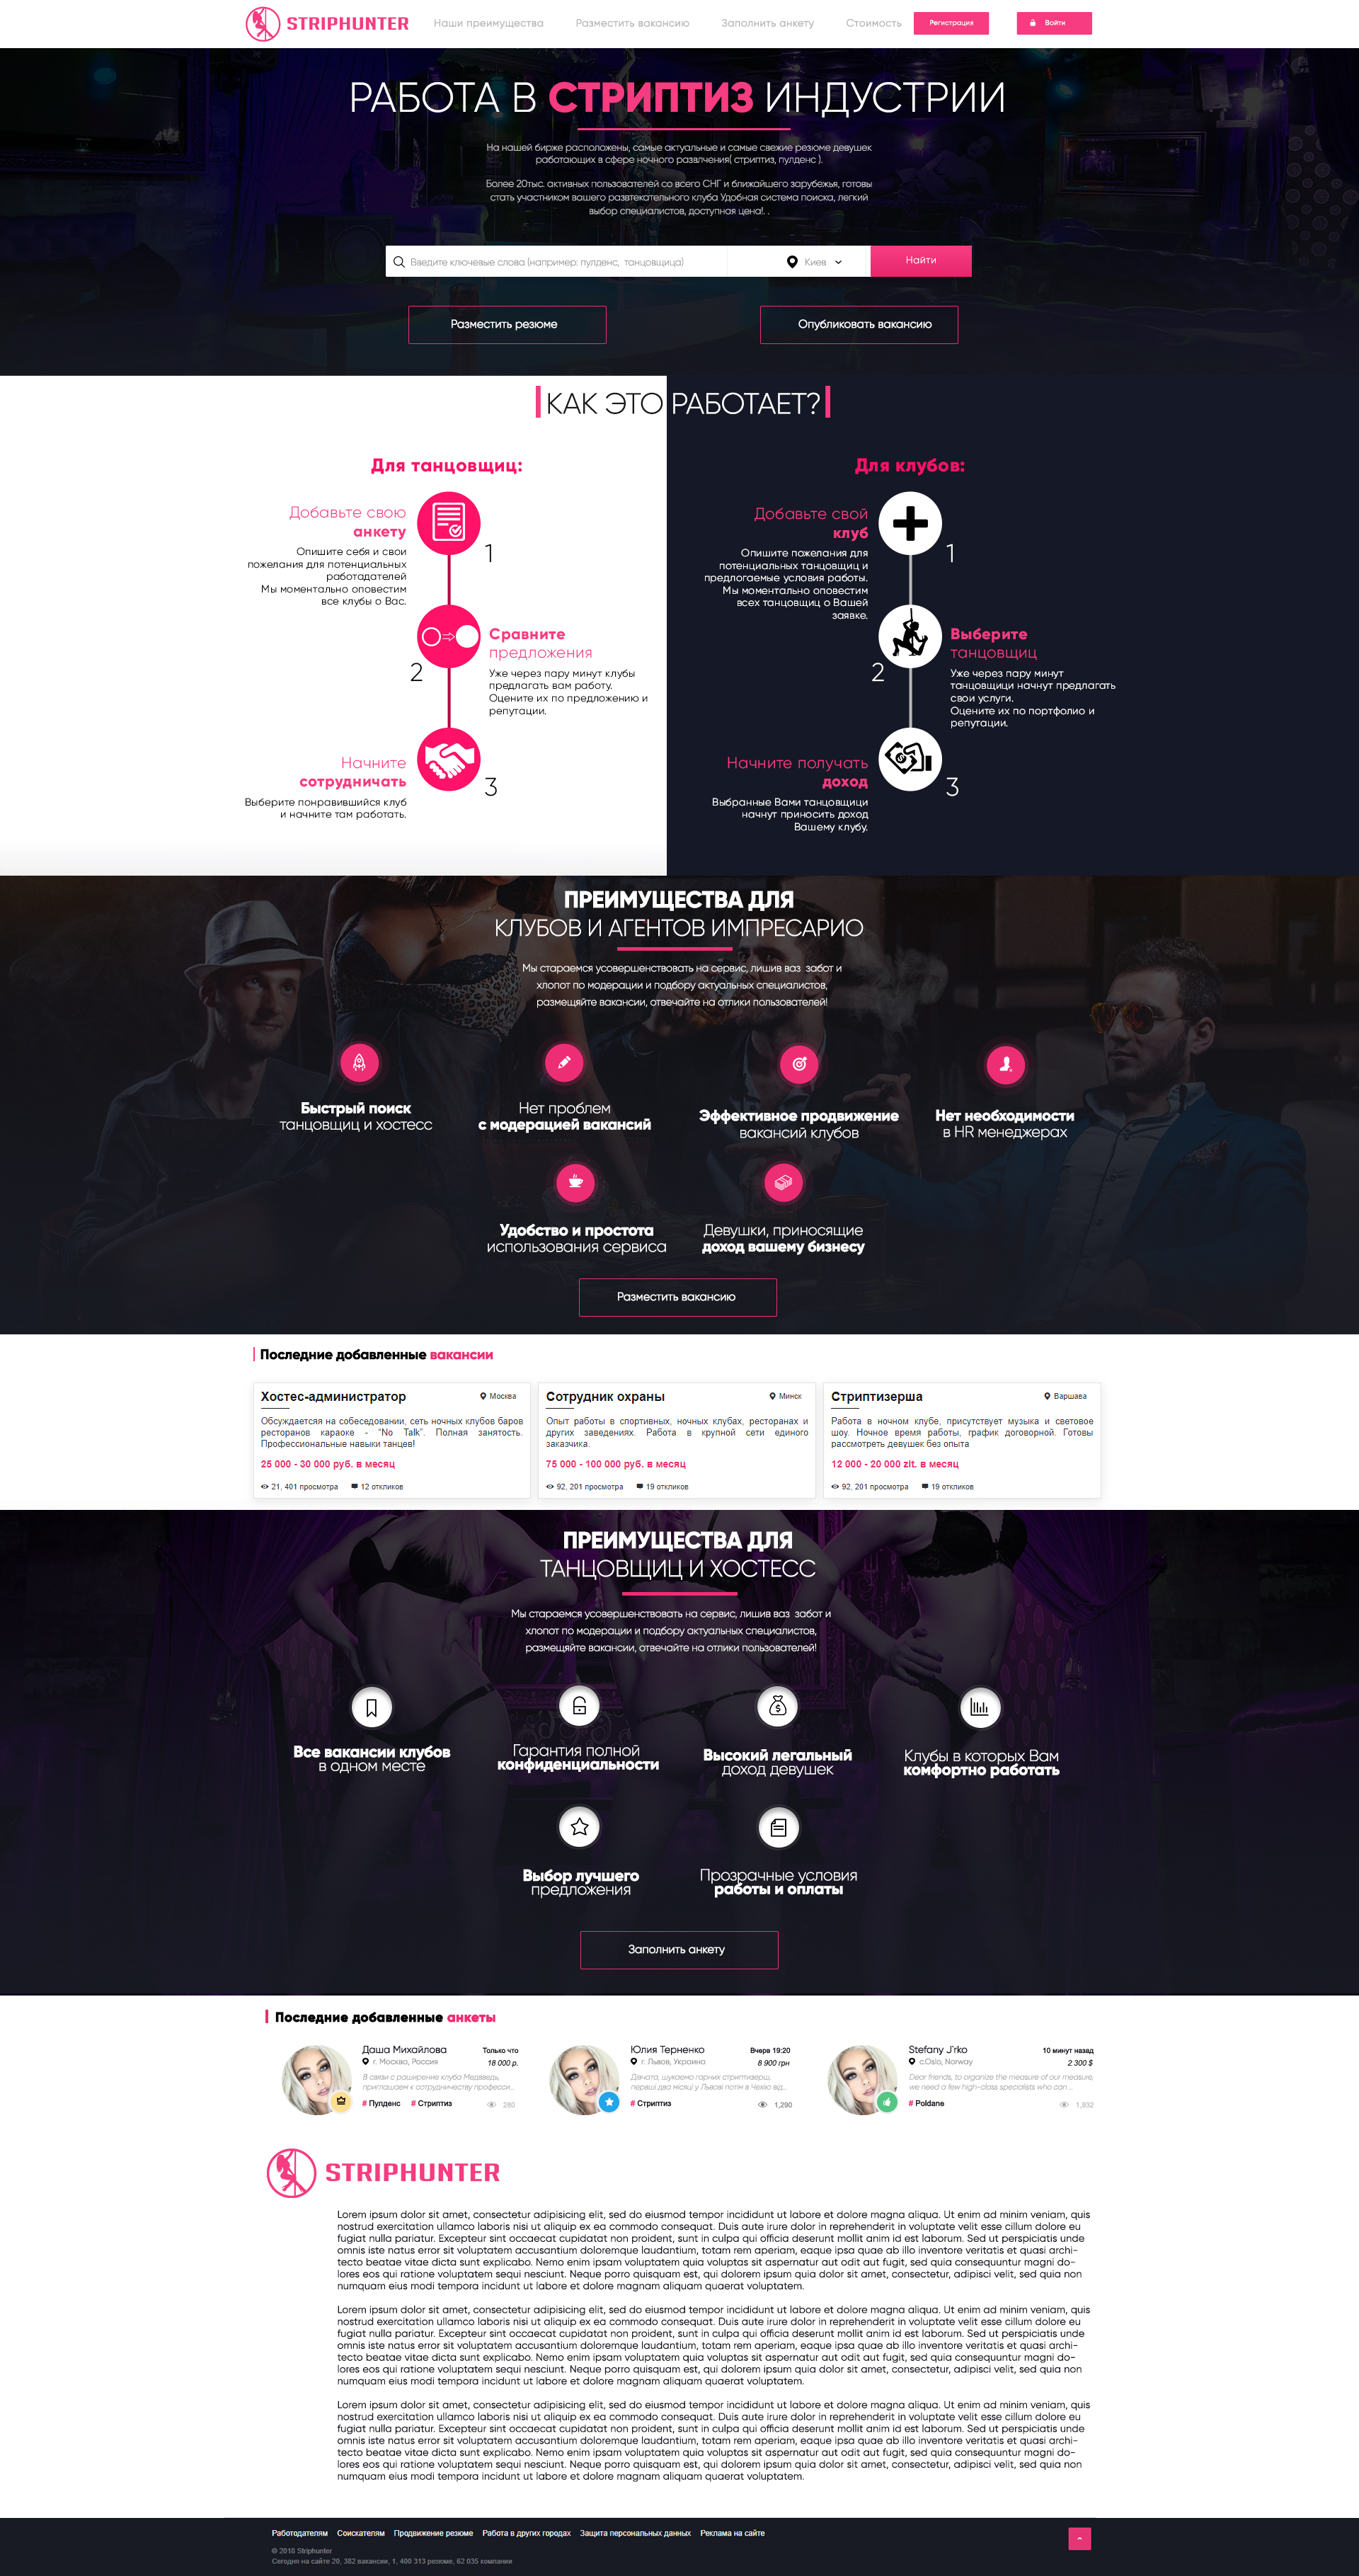 STRIPHUNTER
Наши преимущества Разместить вакансию Заполнить анкету Стоимость Регистрация Войти
РАБОТА В СТРИПТИЗ ИНДУСТРИИ
На нашей бирже расположены, самые актуальные и самые свежие резюме девушек
работающих в сфере ночного развлчения( стриптиз, пулденс ).
Более 20тыс. активных пользователей со всего СНГ и ближайшего зарубежья, готовы
стать участником вашего развтекательного клуба Удобная система поиска, легкий
выбор специалистов, доступная цена!. .
Введите ключевые слова (например: пулденс, танцовщица) Киев Найти
Разместить резюме Опубликовать вакансию
КАК ЭТО РАБОТАЕТ?
Для танцовщиц:
Добавьте свою
анкету
1
Опишите себя и свои
пожелания для потенциальных
работадателей
Мы моментально оповестим
все клубы о Вас.
Сравните
предложения
2
Уже через пару минут клубы
предлагать вам работу.
Оцените их по предложению и
репутации.
Начните
сотрудничать
3
Выберите понравившийся клуб
и начните там работать.
Для клубов:
Добавьте свой
клуб
1
Опишите пожелания для
потенциальных танцовщиц и
предлогаемые условия работы.
Мы моментально оповестим
всех танцовщиц о Вашей
заявке.
Выберите
танцовщиц
2
Уже через пару минут
танцовщици начнут предлагать
свои услуги.
Оцените их по портфолио и
репутации.
Начните получать
доход
3
Выбранные Вами танцовщици
начнут приносить доход
Вашему клубу.
ПРЕИМУЩЕСТВА ДЛЯ
КЛУБОВ И АГЕНТОВ ИМПРЕСАРИО
Мы стараемся усовершенствовать на сервис, лишив ваз забот и
хлопот по модерации и подбору актуальных специалистов,
размещяйте вакансии, отвечайте на отлики пользователей!
Быстрый поиск
танцовщиц и хостесс
Нет проблем
с модерацией вакансий
Эффективное продвижение
вакансий клубов
Нет необходимости
в HR менеджерах
Удобство и простота
использования сервиса
Девушки, приносящие
доход вашему бизнесу
Разместить вакансию
Последние добавленные вакансии
Хостес-администратор Москва
Обсуждается на собеседовании, сеть ночных клубов баров
ресторанов караоке - "No Talk". Полная занятость.
Профессиональные навыки танцев!
25 000 - 30 000 руб. в месяц
21, 401 просмотра 12 откликов
Сотрудник охраны Минск
Опыт работы в спортивных, ночных клубах, ресторанах и
других заведениях. Работа в крупной сети единого
заказчика.
75 000 - 100 000 руб. в месяц
92, 201 просмотра 19 откликов
Стриптизерша Варшава
Работа в ночном клубе, присутствует музыка и световое
шоу. Ночное время работы, график договорной. Готовы
рассмотреть девушек без опыта
12 000 - 20 000 zlt. в месяц
92, 201 просмотра 19 откликов
ПРЕИМУЩЕСТВА ДЛЯ
ТАНЦОВЩИЦ И ХОСТЕСС
Мы стараемся усовершенствовать на сервис, лишив ваз забот и
хлопот по модерации и подбору актуальных специалистов,
размещяйте вакансии, отвечайте на отлики пользователей!
Все вакансии клубов
в одном месте
Гарантия полной
конфиденциальности
Высокий легальный
доход девушек
Клубы в которых Вам
комфортно работать
Выбор лучшего
предложения
Прозрачные условия
работы и оплаты
Заполнить анкету
Последние добавленные анкеты
Даша Михайлова Только что
г. Москва, Россия 18 000 р.
В связи с раширение клуба Медведь,
приглашаем к сотрудничеству професси...
# Пулденс # Стриптиз 280
Юлия Терненко Вчера 19:20
г. Львов, Украина 8 900 грн
Дівчата, шукаємо гарних стриптизерш,
перші два місяці у Львові потім в Чехію від...
# Стриптиз 1,290
Stefany J'rko 10 минут назад
c.Oslo, Norway 2 300 $
Dear friends, to organize the measure of our measure,
we need a few high-class specialists who can ...
# Poldane 1,932
STRIPHUNTER
Lorem ipsum dolor sit amet, consectetur adipisicing elit, sed do eiusmod tempor incididunt ut labore et dolore magna aliqua. Ut enim ad minim veniam, quis
nostrud exercitation ullamco laboris nisi ut aliquip ex ea commodo consequat. Duis aute irure dolor in reprehenderit in voluptate velit esse cillum dolore eu
fugiat nulla pariatur. Excepteur sint occaecat cupidatat non proident, sunt in culpa qui officia deserunt mollit anim id est laborum. Sed ut perspiciatis unde
omnis iste natus error sit voluptatem accusantium doloremque laudantium, totam rem aperiam, eaque ipsa quae ab illo inventore veritatis et quasi archi-
tecto beatae vitae dicta sunt explicabo. Nemo enim ipsam voluptatem quia voluptas sit aspernatur aut odit aut fugit, sed quia consequuntur magni do-
lores eos qui ratione voluptatem sequi nesciunt. Neque porro quisquam est, qui dolorem ipsum quia dolor sit amet, consectetur, adipisci velit, sed quia non
numquam eius modi tempora incidunt ut labore et dolore magnam aliquam quaerat voluptatem.
Lorem ipsum dolor sit amet, consectetur adipisicing elit, sed do eiusmod tempor incididunt ut labore et dolore magna aliqua. Ut enim ad minim veniam, quis
nostrud exercitation ullamco laboris nisi ut aliquip ex ea commodo consequat. Duis aute irure dolor in reprehenderit in voluptate velit esse cillum dolore eu
fugiat nulla pariatur. Excepteur sint occaecat cupidatat non proident, sunt in culpa qui officia deserunt mollit anim id est laborum. Sed ut perspiciatis unde
omnis iste natus error sit voluptatem accusantium doloremque laudantium, totam rem aperiam, eaque ipsa quae ab illo inventore veritatis et quasi archi-
tecto beatae vitae dicta sunt explicabo. Nemo enim ipsam voluptatem quia voluptas sit aspernatur aut odit aut fugit, sed quia consequuntur magni do-
lores eos qui ratione voluptatem sequi nesciunt. Neque porro quisquam est, qui dolorem ipsum quia dolor sit amet, consectetur, adipisci velit, sed quia non
numquam eius modi tempora incidunt ut labore et dolore magnam aliquam quaerat voluptatem.
Lorem ipsum dolor sit amet, consectetur adipisicing elit, sed do eiusmod tempor incididunt ut labore et dolore magna aliqua. Ut enim ad minim veniam, quis
nostrud exercitation ullamco laboris nisi ut aliquip ex ea commodo consequat. Duis aute irure dolor in reprehenderit in voluptate velit esse cillum dolore eu
fugiat nulla pariatur. Excepteur sint occaecat cupidatat non proident, sunt in culpa qui officia deserunt mollit anim id est laborum. Sed ut perspiciatis unde
omnis iste natus error sit voluptatem accusantium doloremque laudantium, totam rem aperiam, eaque ipsa quae ab illo inventore veritatis et quasi archi-
tecto beatae vitae dicta sunt explicabo. Nemo enim ipsam voluptatem quia voluptas sit aspernatur aut odit aut fugit, sed quia consequuntur magni do-
lores eos qui ratione voluptatem sequi nesciunt. Neque porro quisquam est, qui dolorem ipsum quia dolor sit amet, consectetur, adipisci velit, sed quia non
numquam eius modi tempora incidunt ut labore et dolore magnam aliquam quaerat voluptatem.
Работодателям Соискателям Продвижение резюме Работа в других городах Защита персональных данных Реклама на сайте
© 2018 Striphunter
Сегодня на сайте 20, 382 вакансии, 1, 400 313 резюме, 62 035 компании